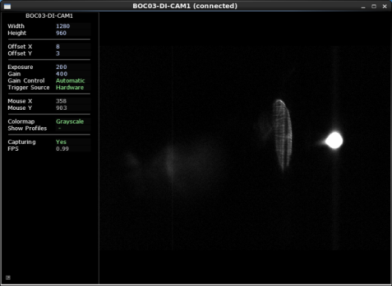 BOC03-DI-CAM1 (connected)
BOC03-DI-CAM1
Width 1280
Height 960
Offset X 8
Offset Y 3
Exposure 200
Gain 400
Gain Control Automatic
Trigger Source Hardware
Mouse X 350
Mouse Y 983
Colormap Grayscale
Show Profiles -
Capturing Yes
FPS 0.99